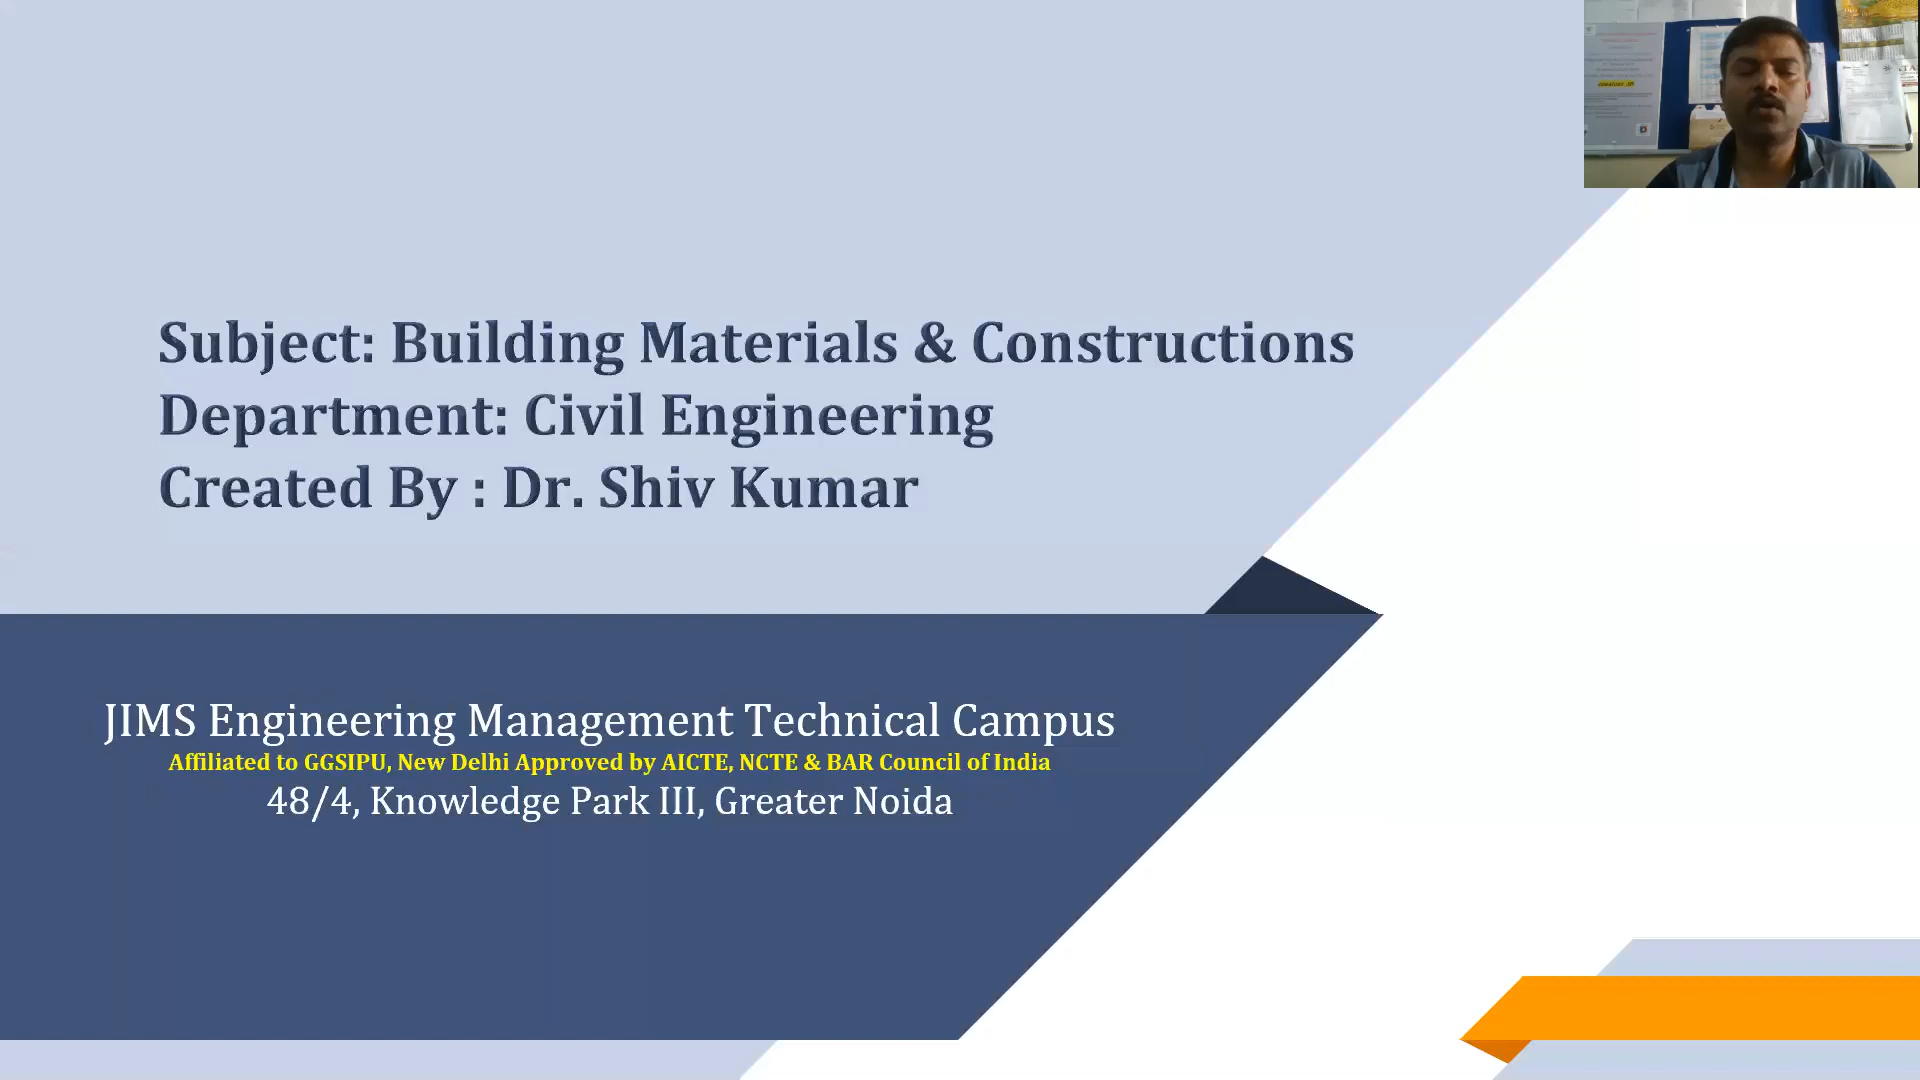 Subject: Building Materials & Constructions
Department: Civil Engineering
Created By : Dr. Shiv Kumar
JIMS Engineering Management Technical Campus
Affiliated to GGSIPU, New Delhi Approved by AICTE, NCTE & BAR Council of India
48/4, Knowledge Park III, Greater Noida